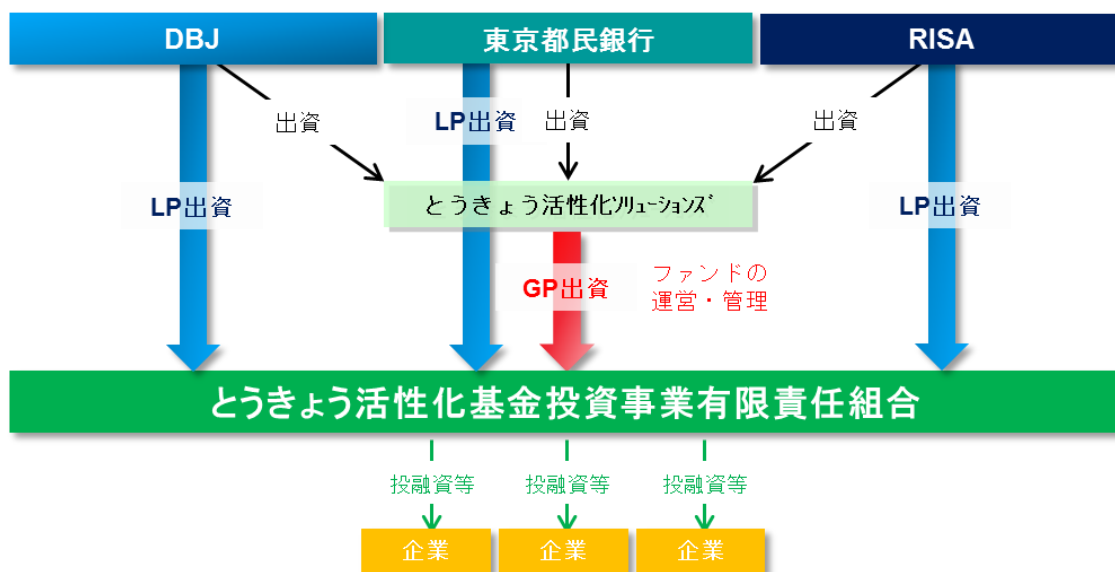 DBJ
東京都民銀行
RISA
出資
LP出資
出資
出資
LP出資
とうきょう活性化ｿﾘｭｰｼｮﾝｽﾞ
LP出資
GP出資
ファンドの
運営・管理
とうきょう活性化基金投資事業有限責任組合
投融資等
投融資等
投融資等
企業
企業
企業